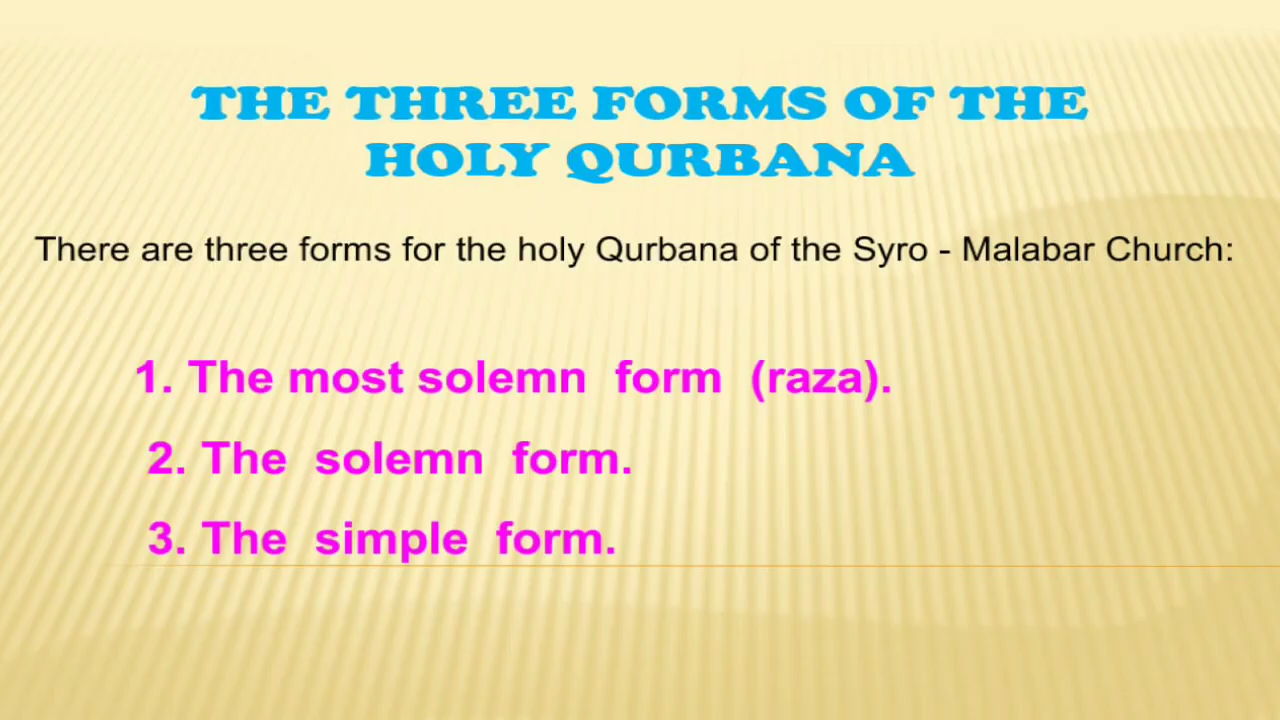 THE THREE FORMS OF THE
HOLY QURBANA
There are three forms for the holy Qurbana of the Syro - Malabar Church:
1. The most solemn form (raza).
2. The solemn form.
3. The simple form.